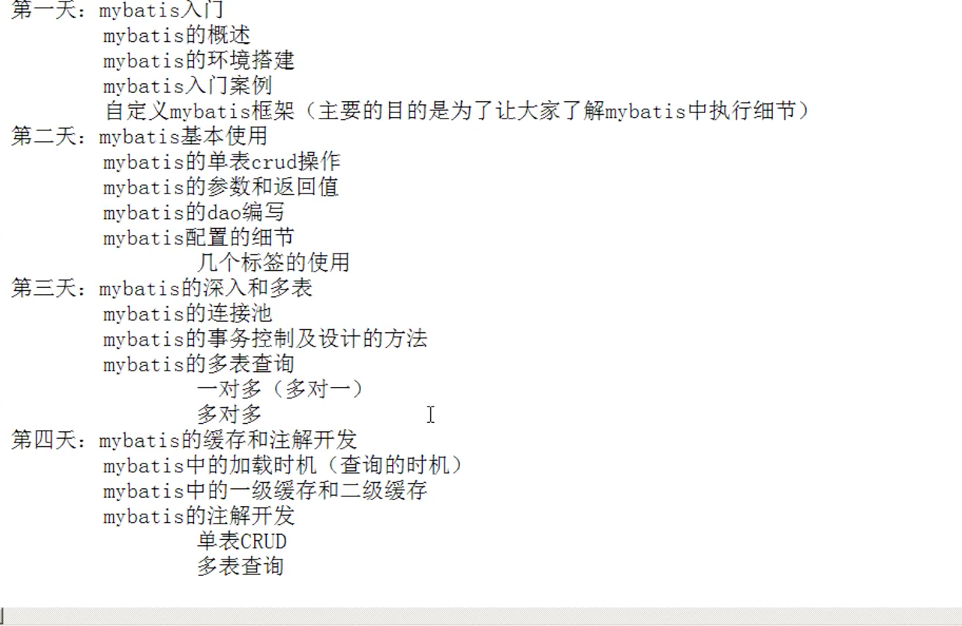 第一天：mybatis入门
mybatis的概述
mybatis的环境搭建
mybatis入门案例
自定义mybatis框架（主要的目的是为了让大家了解mybatis中执行细节）
第二天：mybatis基本使用
mybatis的单表crud操作
mybatis的参数和返回值
mybatis的dao编写
mybatis配置的细节
几个标签的使用
第三天：mybatis的深入和多表
mybatis的连接池
mybatis的事务控制及设计的方法
mybatis的多表查询
一对多（多对一）
多对多
第四天：mybatis的缓存和注解开发
mybatis中的加载时机（查询的时机）
mybatis中的一级缓存和二级缓存
mybatis的注解开发
单表CRUD
多表查询